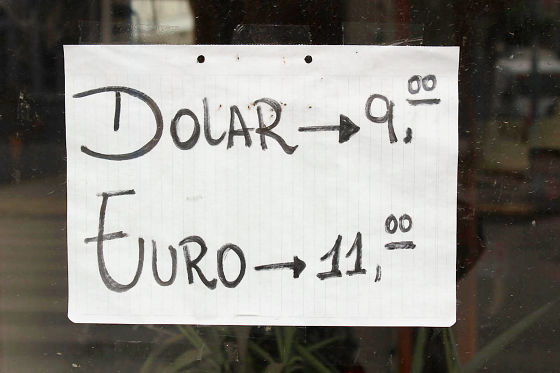 DOLAR → 9,00
EURO → 11,00